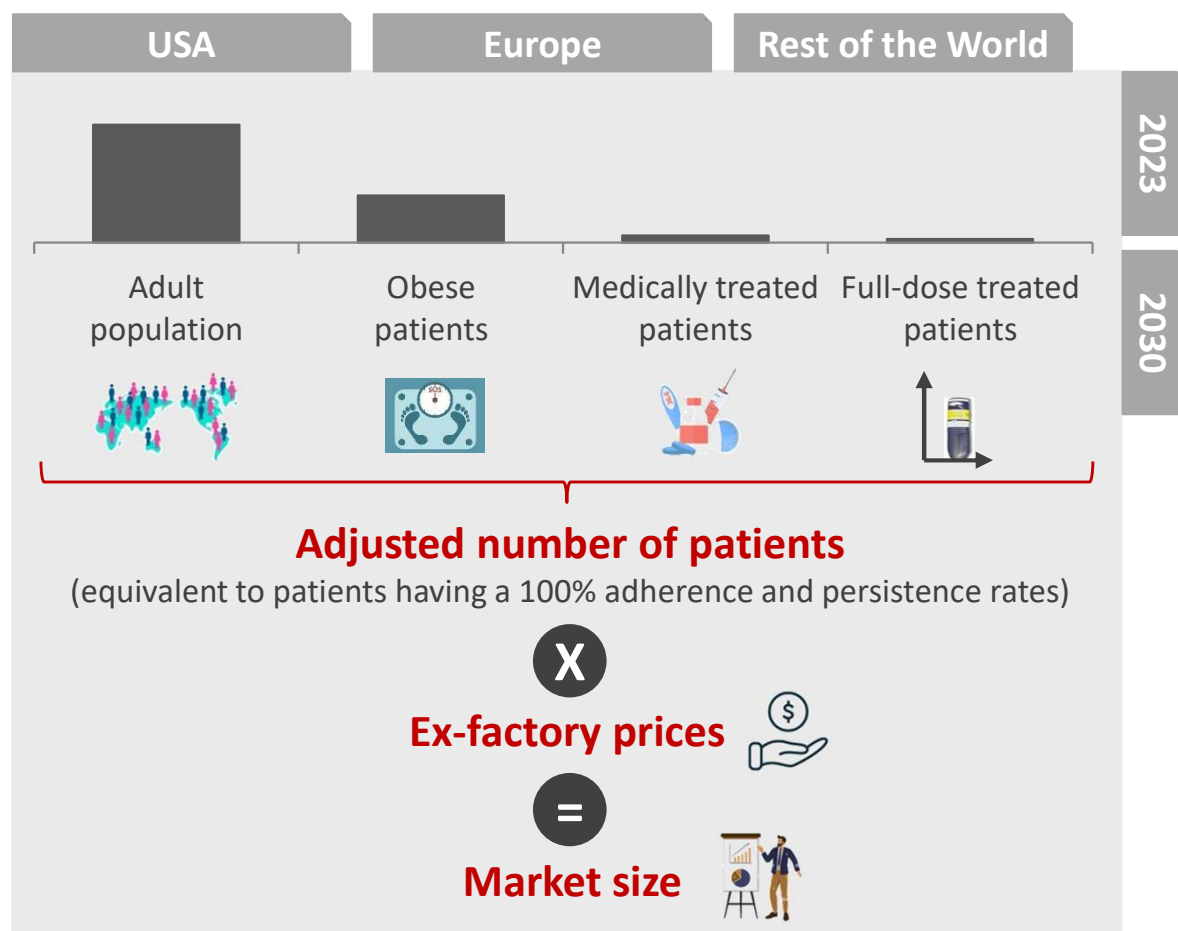 USA
Europe
Rest of the World
2023
2030
Adult
population
Obese
patients
Medically treated
patients
Full-dose treated
patients
SOS
Adjusted number of patients
(equivalent to patients having a 100% adherence and persistence rates)
X
Ex-factory prices
$
=
Market size